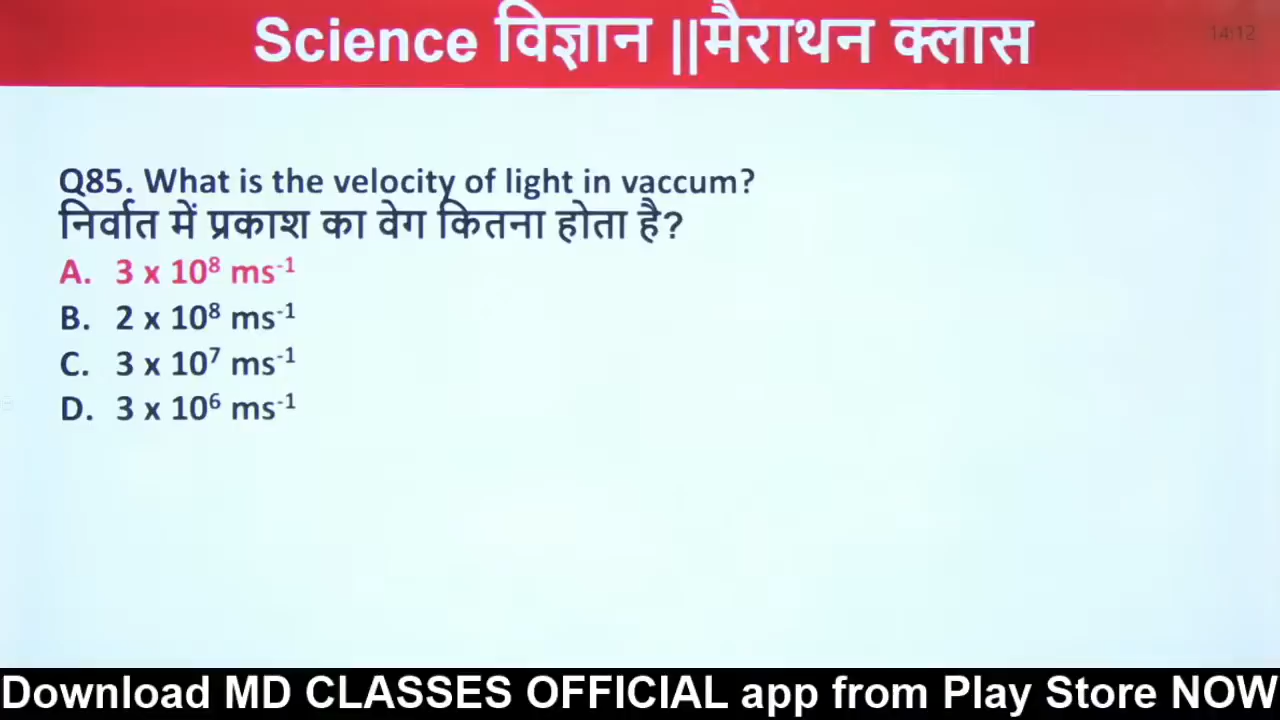 Science विज्ञान ||मैराथन क्लास
14:12
Q85. What is the velocity of light in vaccum?
निर्वात में प्रकाश का वेग कितना होता है?
A. 3 x 10⁸ ms⁻¹
B. 2 x 10⁸ ms⁻¹
C. 3 x 10⁷ ms⁻¹
D. 3 x 10⁶ ms⁻¹
Download MD CLASSES OFFICIAL app from Play Store NOW